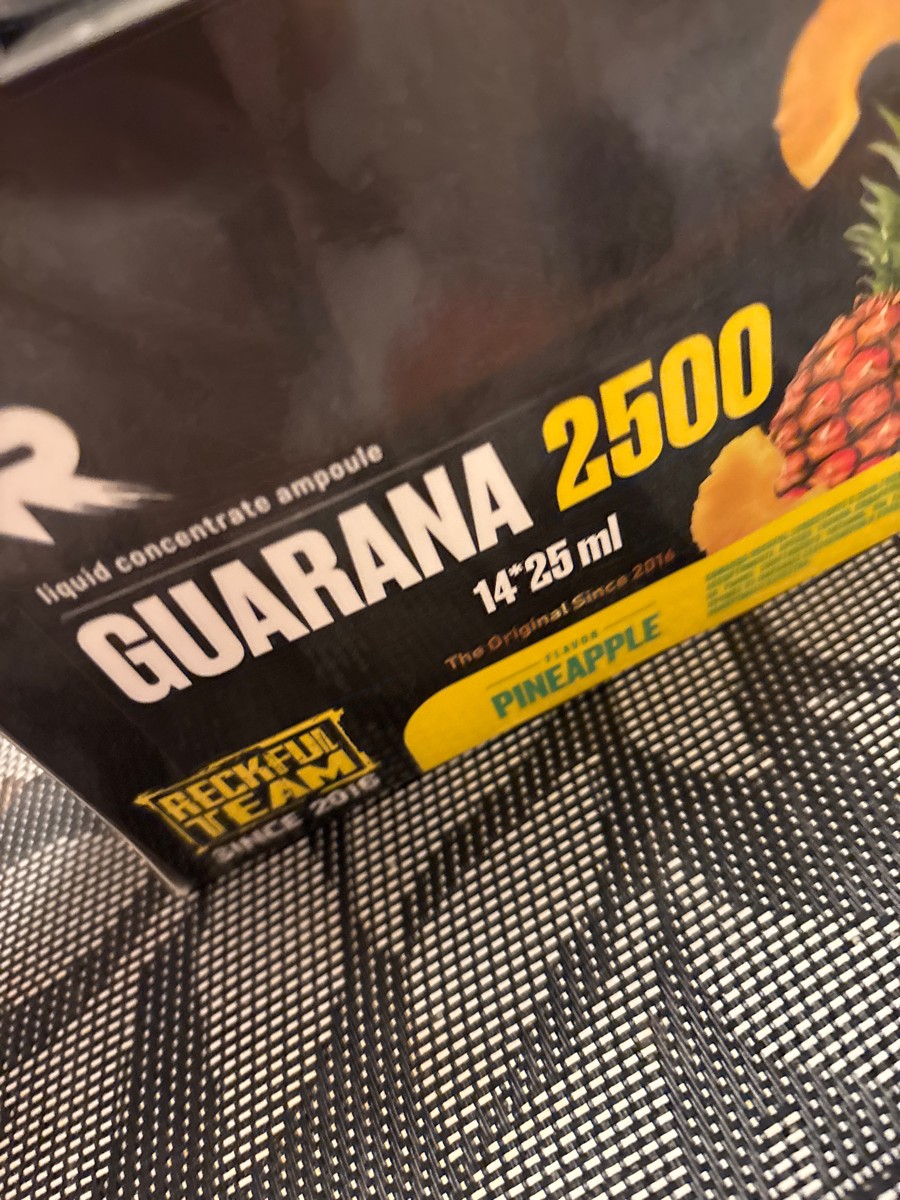 R
liquid concentrate ampoule
GUARANA 2500
14*25 ml
The Original Since 2016
FLAVOR
PINEAPPLE
RECKFUL
TEAM
SINCE 2016